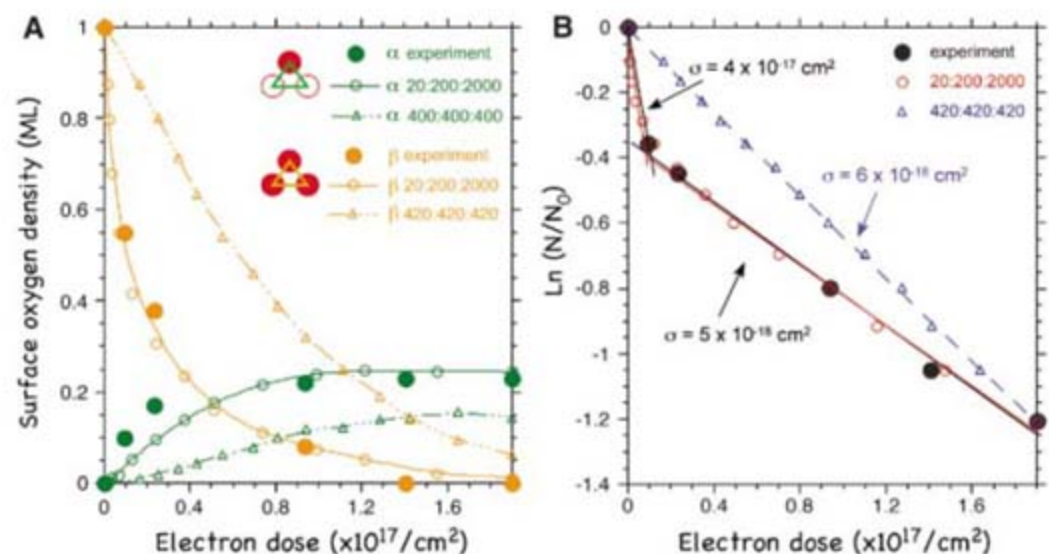 A
1
0.8
0.6
0.4
0.2
0
Surface oxygen density (ML)
α experiment
α 20:200:2000
α 400:400:400
β experiment
β 20:200:2000
β 420:420:420
0 0.4 0.8 1.2 1.6
Electron dose (x10¹⁷/cm²)
B
0
-0.2
-0.4
-0.6
-0.8
-1
-1.2
-1.4
Ln (N/N₀)
σ = 4 x 10⁻¹⁷ cm²
experiment
20:200:2000
420:420:420
σ = 6 x 10⁻¹⁸ cm²
σ = 5 x 10⁻¹⁸ cm²
0 0.4 0.8 1.2 1.6
Electron dose (x10¹⁷/cm²)